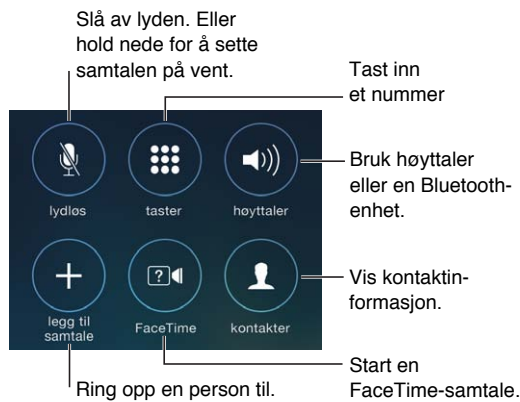 Slå av lyden. Eller
hold nede for å sette
samtalen på vent.
Tast inn
et nummer
lydløs
taster
høyttaler
Bruk høyttaler
eller en Bluetooth-
enhet.
legg til
samtale
FaceTime
kontakter
Vis kontaktin-
formasjon.
Ring opp en person til.
Start en
FaceTime-samtale.